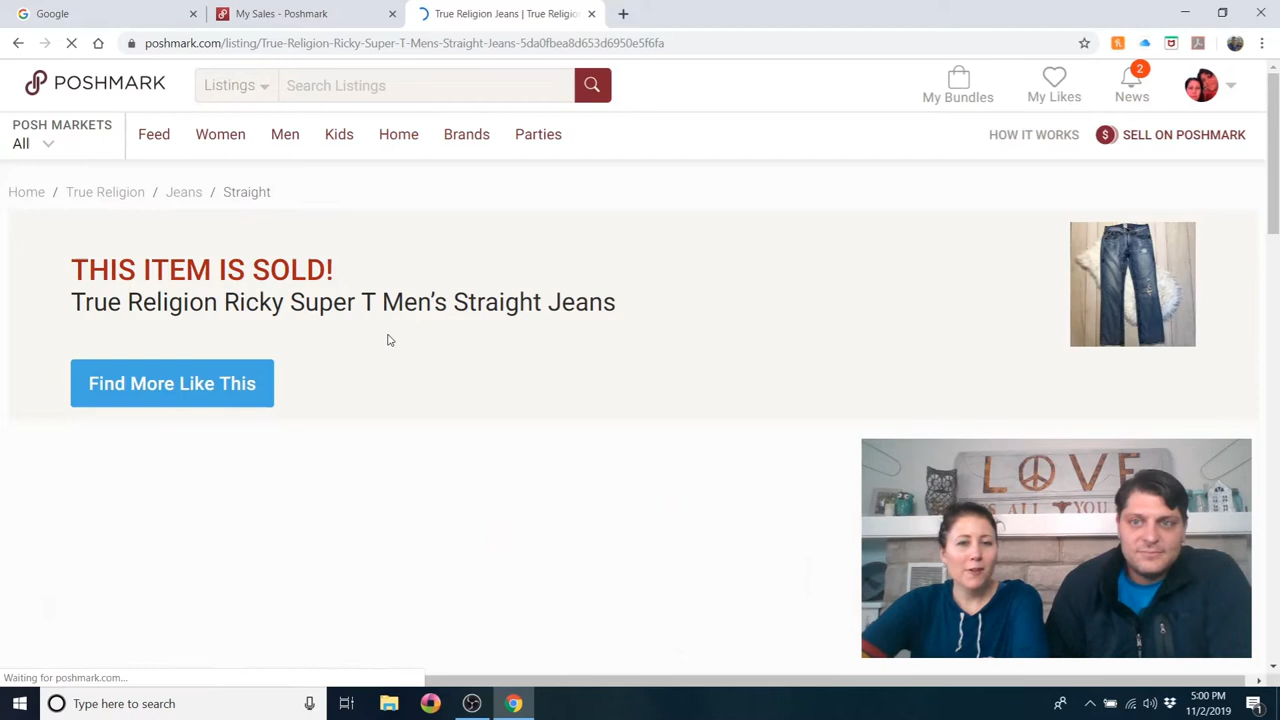 Google
My Sales - Poshmark
True Religion Jeans | True Religio
poshmark.com/listing/True-Religion-Ricky-Super-T-Mens-Straight-Jeans-5da0fbea8d653d6950e5f6fa
POSHMARK
Listings
Search Listings
My Bundles
My Likes
2
News
POSH MARKETS
All
Feed
Women
Men
Kids
Home
Brands
Parties
HOW IT WORKS
$ SELL ON POSHMARK
Home / True Religion / Jeans / Straight
THIS ITEM IS SOLD!
True Religion Ricky Super T Men's Straight Jeans
Find More Like This
LOVE
ALL YOU
Waiting for poshmark.com...
Type here to search
5:00 PM
11/2/2019
1